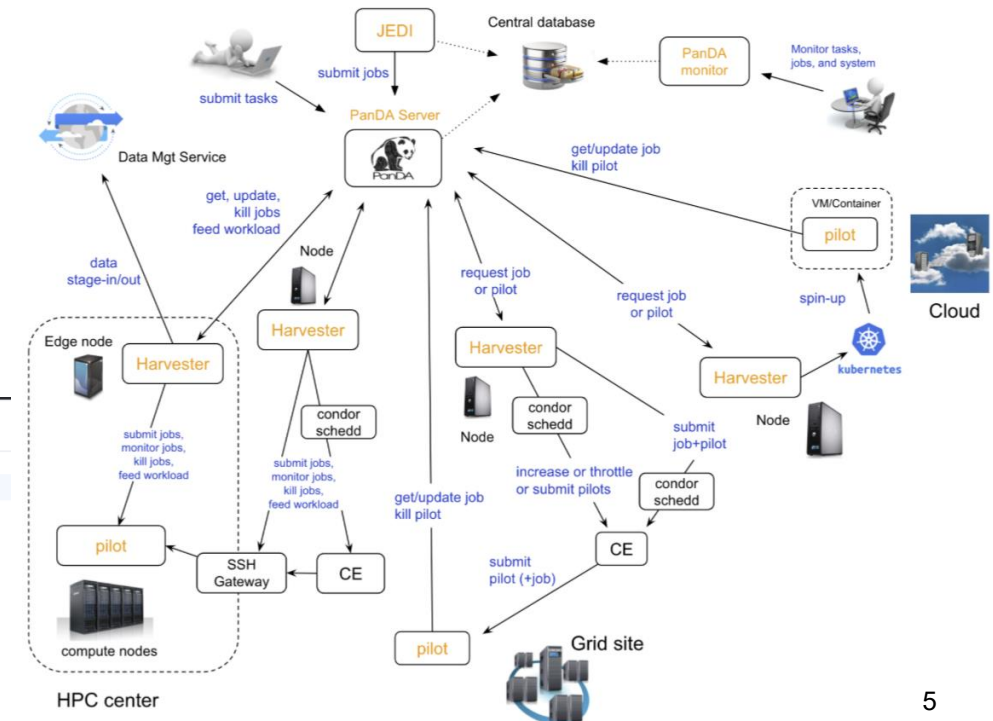 JEDI
Central database
PanDA
monitor
Monitor tasks,
jobs, and system
submit tasks
submit jobs
PanDA Server
PanDA
Data Mgt Service
get, update,
kill jobs
feed workload
get/update job
kill pilot
VM/Container
pilot
Cloud
spin-up
kubernetes
data
stage-in/out
Node
Harvester
request job
or pilot
request job
or pilot
Edge node
Harvester
Harvester
Harvester
Node
Node
condor
schedd
condor
schedd
submit
job+pilot
submit jobs,
monitor jobs,
kill jobs,
feed workload
submit jobs,
monitor jobs,
kill jobs,
feed workload
increase or throttle
or submit pilots
condor
schedd
get/update job
kill pilot
pilot
SSH
Gateway
CE
CE
submit
pilot (+job)
compute nodes
pilot
Grid site
HPC center
5